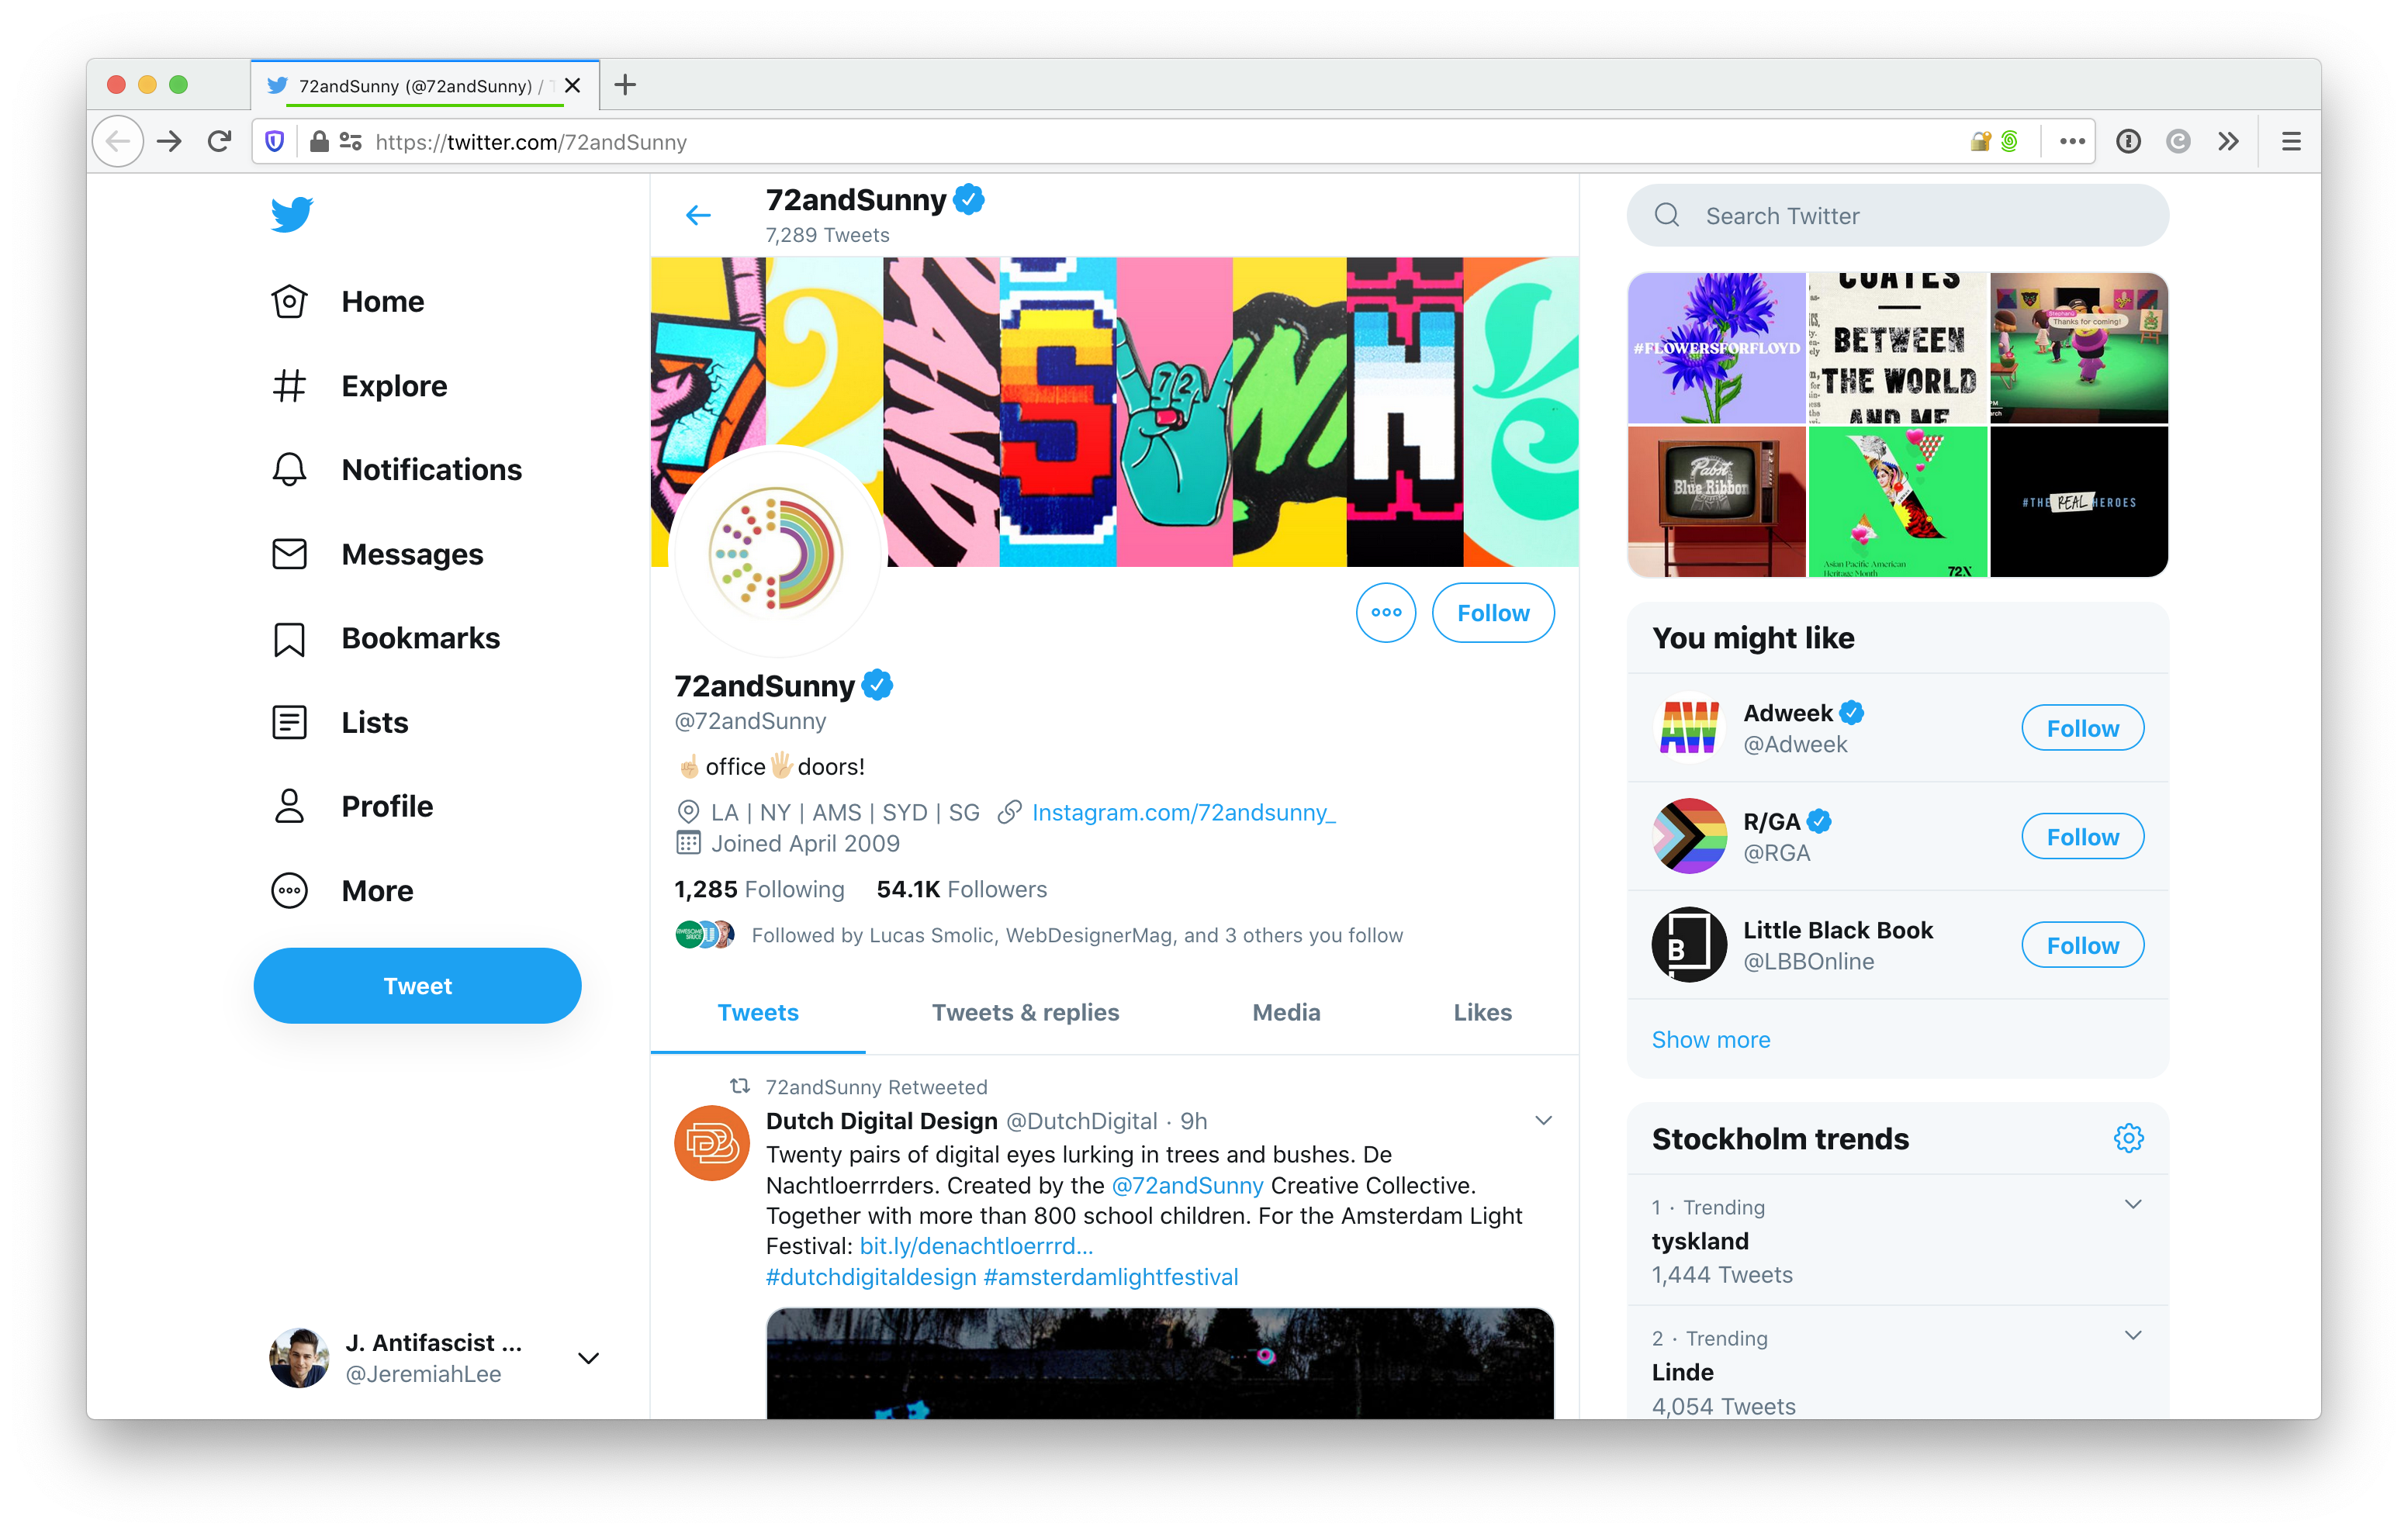 72andSunny (@72andSunny) /
https://twitter.com/72andSunny
Home
Explore
Notifications
Messages
Bookmarks
Lists
Profile
More
Tweet
J. Antifascist ...
@JeremiahLee
72andSunny
7,289 Tweets
72
Follow
72andSunny
@72andSunny
☝🏻office🖐🏻doors!
LA | NY | AMS | SYD | SG Instagram.com/72andsunny_
Joined April 2009
1,285 Following 54.1K Followers
Followed by Lucas Smolic, WebDesignerMag, and 3 others you follow
Tweets Tweets & replies Media Likes
72andSunny Retweeted
Dutch Digital Design @DutchDigital · 9h
Twenty pairs of digital eyes lurking in trees and bushes. De
Nachtloerrrders. Created by the @72andSunny Creative Collective.
Together with more than 800 school children. For the Amsterdam Light
Festival: bit.ly/denachtloerrrd...
#dutchdigitaldesign #amsterdamlightfestival
Search Twitter
#FLOWERSFORFLOYD
COATES
BETWEEN
THE WORLD
AND ME
Thanks for coming!
Pabst
Blue Ribbon
Asian Pacific American
Heritage Month
72X
#THE REAL HEROES
You might like
AW
Adweek
@Adweek
Follow
R/GA
@RGA
Follow
B
Little Black Book
@LBBOnline
Follow
Show more
Stockholm trends
1 · Trending
tyskland
1,444 Tweets
2 · Trending
Linde
4,054 Tweets